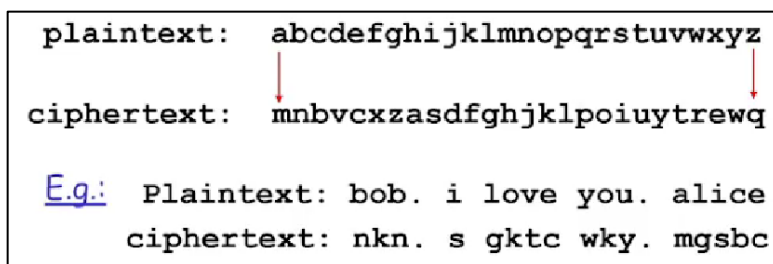 plaintext: abcdefghijklmnopqrstuvwxyz
ciphertext: mnbvcxzasdfghjklpoiuytrewq
E.g.: Plaintext: bob. i love you. alice
ciphertext: nkn. s gktc wky. mgsbc